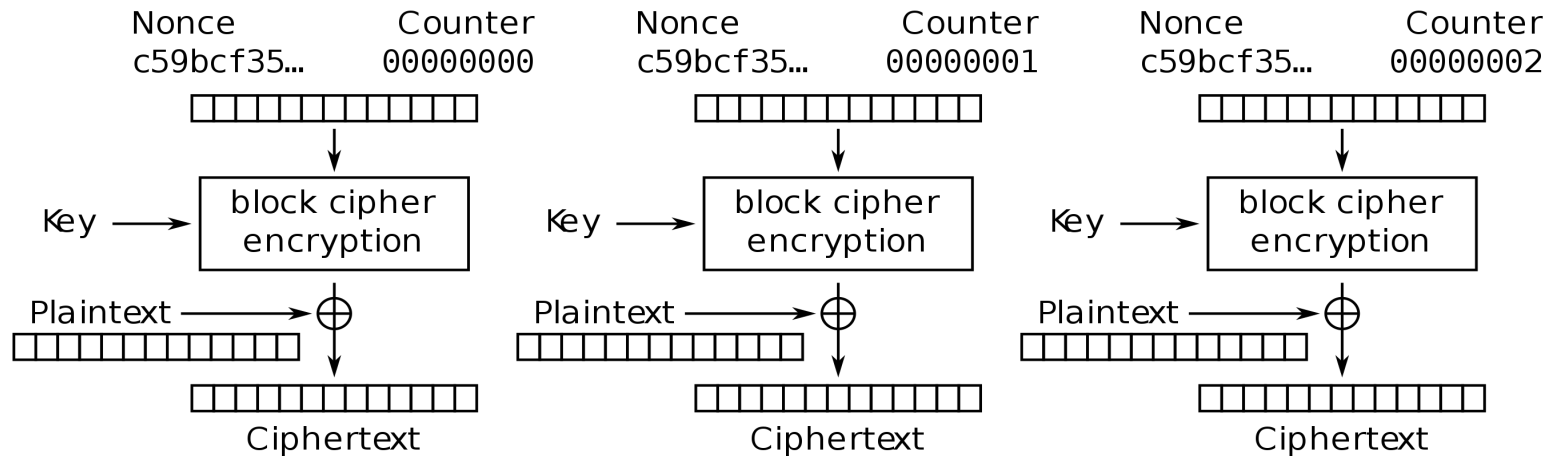 Nonce Counter Nonce Counter Nonce Counter
c59bcf35... 00000000 c59bcf35... 00000001 c59bcf35... 00000002
block cipher block cipher block cipher
Key Key Key
encryption encryption encryption
Plaintext Plaintext Plaintext
Ciphertext Ciphertext Ciphertext